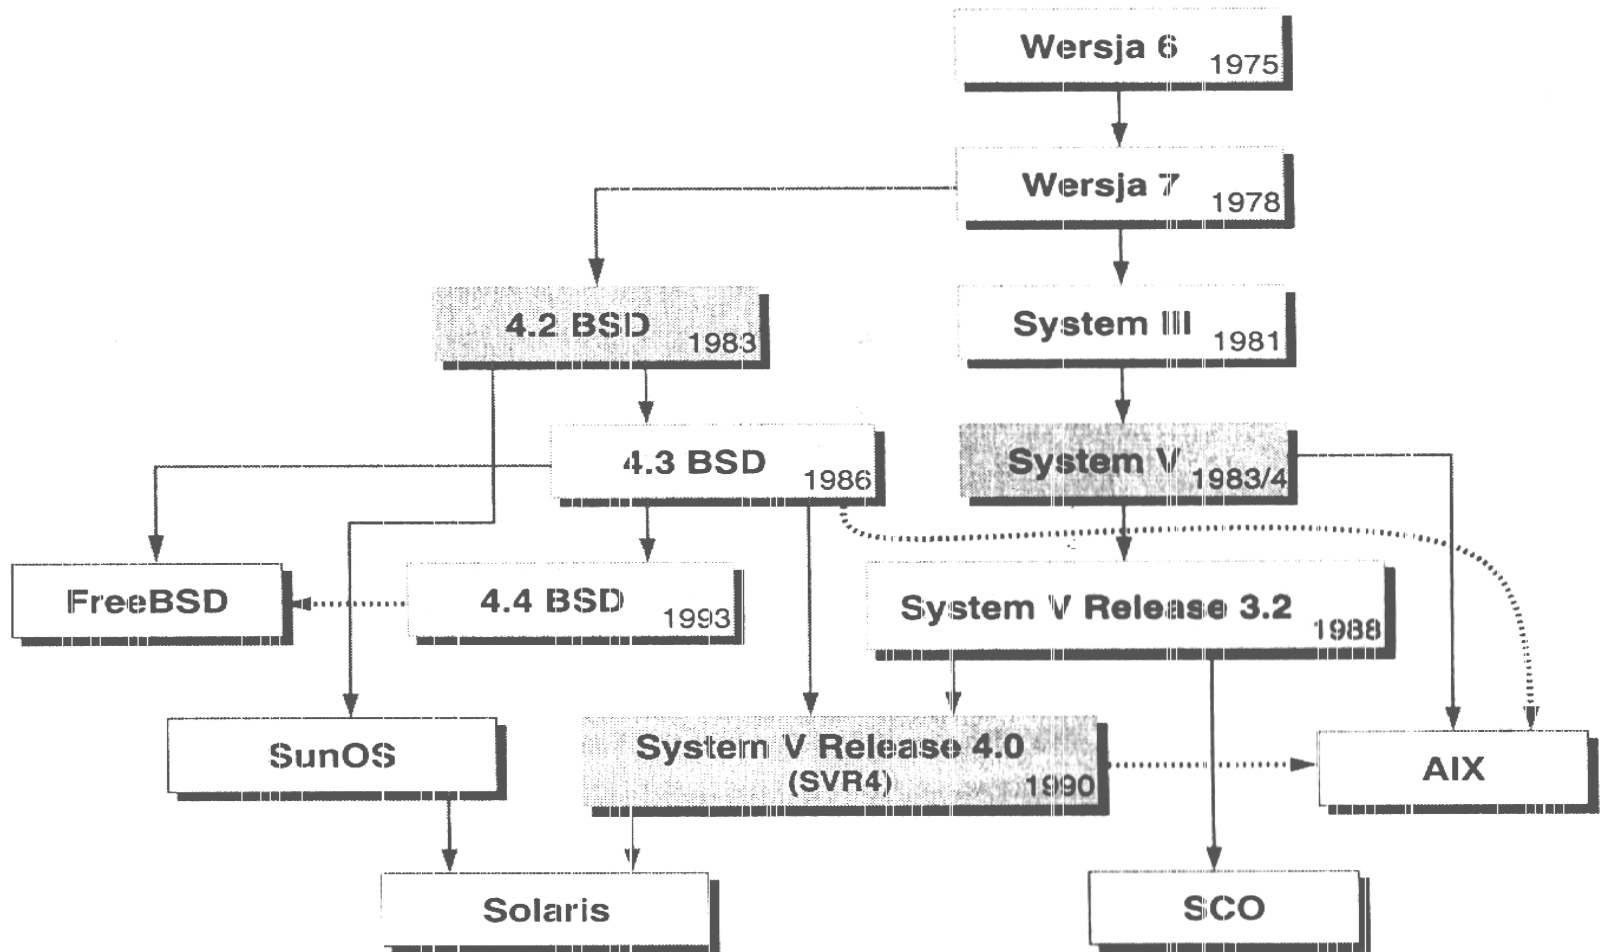 Wersja 6
1975
Wersja 7
1978
4.2 BSD
1983
System III
1981
4.3 BSD
1986
System V
1983/4
FreeBSD
4.4 BSD
1993
System V Release 3.2
1988
SunOS
System V Release 4.0
(SVR4)
1990
AIX
Solaris
SCO